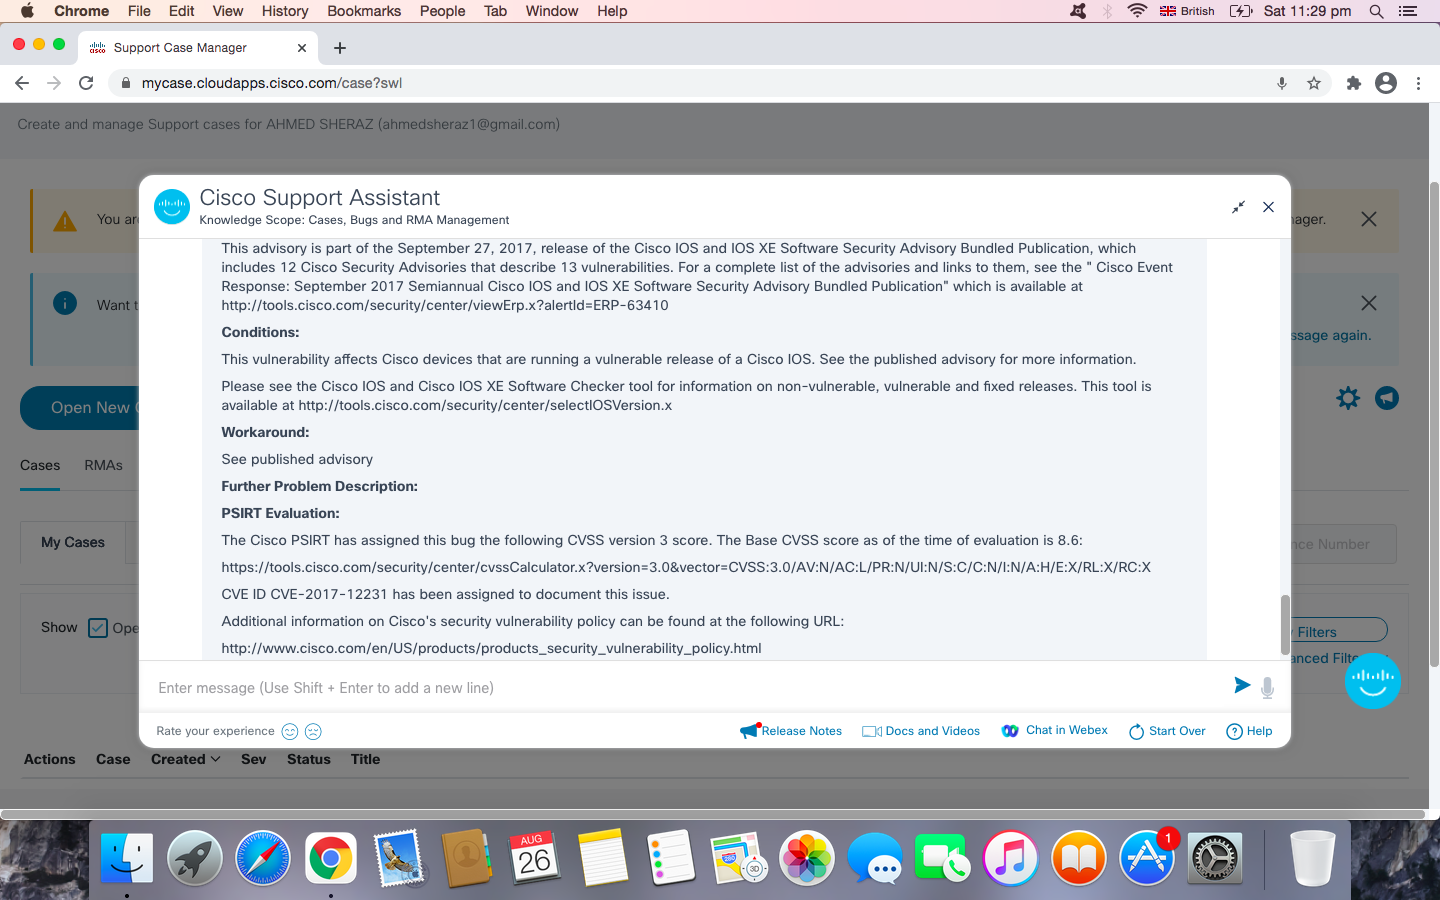 Chrome File Edit View History Bookmarks People Tab Window Help British Sat 11:29 pm
cisco Support Case Manager
mycase.cloudapps.cisco.com/case?swl
Create and manage Support cases for AHMED SHERAZ (ahmedsheraz1@gmail.com)
Cisco Support Assistant
Knowledge Scope: Cases, Bugs and RMA Management
You are
ager.
This advisory is part of the September 27, 2017, release of the Cisco IOS and IOS XE Software Security Advisory Bundled Publication, which
includes 12 Cisco Security Advisories that describe 13 vulnerabilities. For a complete list of the advisories and links to them, see the " Cisco Event
Response: September 2017 Semiannual Cisco IOS and IOS XE Software Security Advisory Bundled Publication" which is available at
http://tools.cisco.com/security/center/viewErp.x?alertId=ERP-63410
Want t
ssage again.
Conditions:
This vulnerability affects Cisco devices that are running a vulnerable release of a Cisco IOS. See the published advisory for more information.
Please see the Cisco IOS and Cisco IOS XE Software Checker tool for information on non-vulnerable, vulnerable and fixed releases. This tool is
available at http://tools.cisco.com/security/center/selectIOSVersion.x
Open New C
Workaround:
See published advisory
Cases RMAs
Further Problem Description:
PSIRT Evaluation:
The Cisco PSIRT has assigned this bug the following CVSS version 3 score. The Base CVSS score as of the time of evaluation is 8.6:
My Cases
nce Number
https://tools.cisco.com/security/center/cvssCalculator.x?version=3.0&vector=CVSS:3.0/AV:N/AC:L/PR:N/UI:N/S:C/C:N/I:N/A:H/E:X/RL:X/RC:X
CVE ID CVE-2017-12231 has been assigned to document this issue.
Additional information on Cisco's security vulnerability policy can be found at the following URL:
Show Ope
Filters
http://www.cisco.com/en/US/products/products_security_vulnerability_policy.html
anced Filte
Enter message (Use Shift + Enter to add a new line)
Rate your experience Release Notes Docs and Videos Chat in Webex Start Over Help
Actions Case Created Sev Status Title
AUG
26
280
3D
1